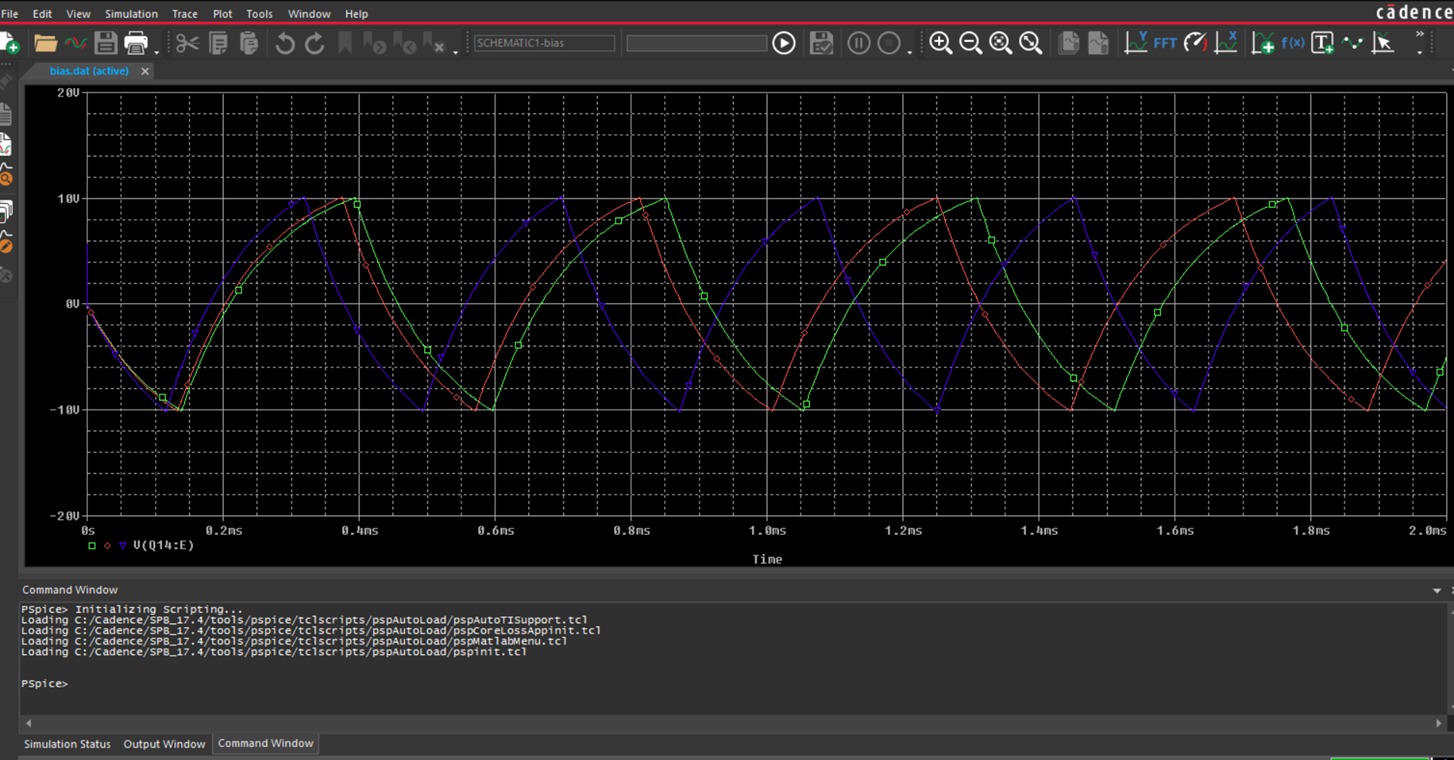 File Edit View Simulation Trace Plot Tools Window Help
cādence
SCHEMATIC1-bias
FFT
Y
X
f(x)
T
bias.dat (active)
20V
10V
0V
-10V
-20V
0s 0.2ms 0.4ms 0.6ms 0.8ms 1.0ms 1.2ms 1.4ms 1.6ms 1.8ms 2.0ms
V(Q14:E)
Time
Command Window
PSpice> Initializing Scripting...
Loading C:/Cadence/SPB_17.4/tools/pspice/tclscripts/pspAutoLoad/pspAutoTISupport.tcl
Loading C:/Cadence/SPB_17.4/tools/pspice/tclscripts/pspAutoLoad/pspCoreLossAppinit.tcl
Loading C:/Cadence/SPB_17.4/tools/pspice/tclscripts/pspAutoLoad/pspMatlabMenu.tcl
Loading C:/Cadence/SPB_17.4/tools/pspice/tclscripts/pspAutoLoad/pspinit.tcl
PSpice>
Simulation Status Output Window Command Window